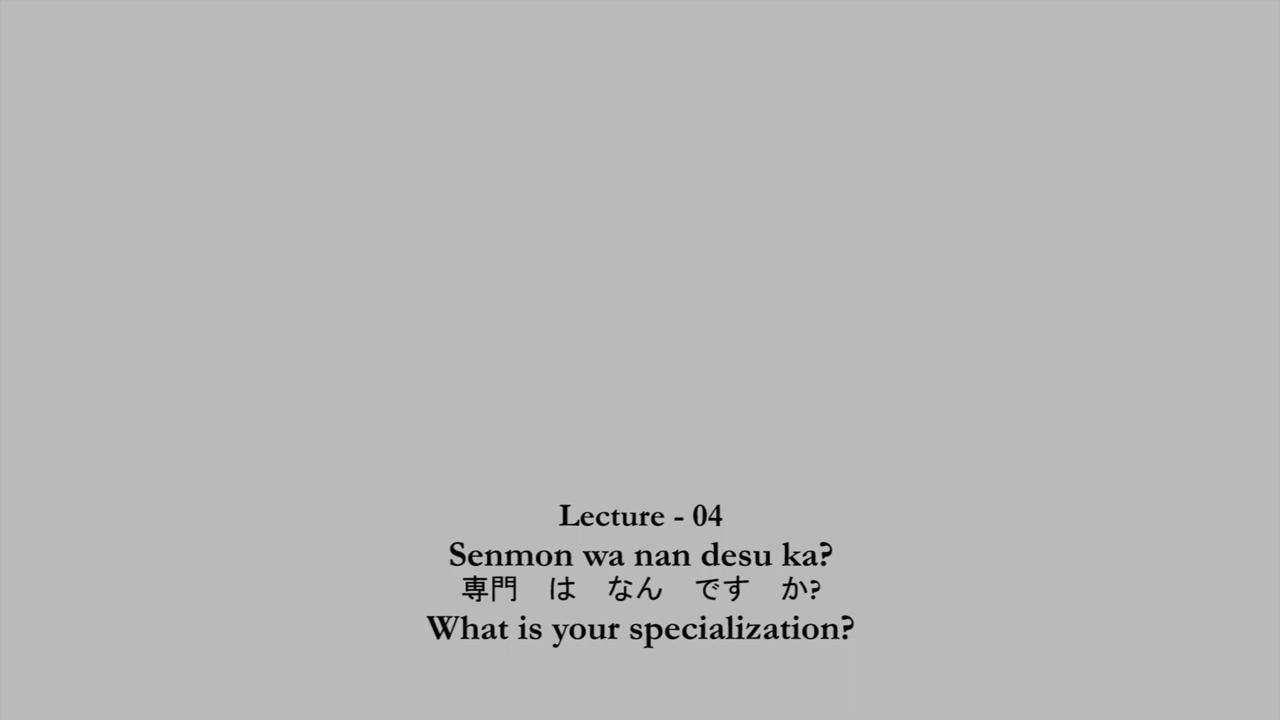 Lecture - 04
Senmon wa nan desu ka?
専門　は　なん　です　か?
What is your specialization?